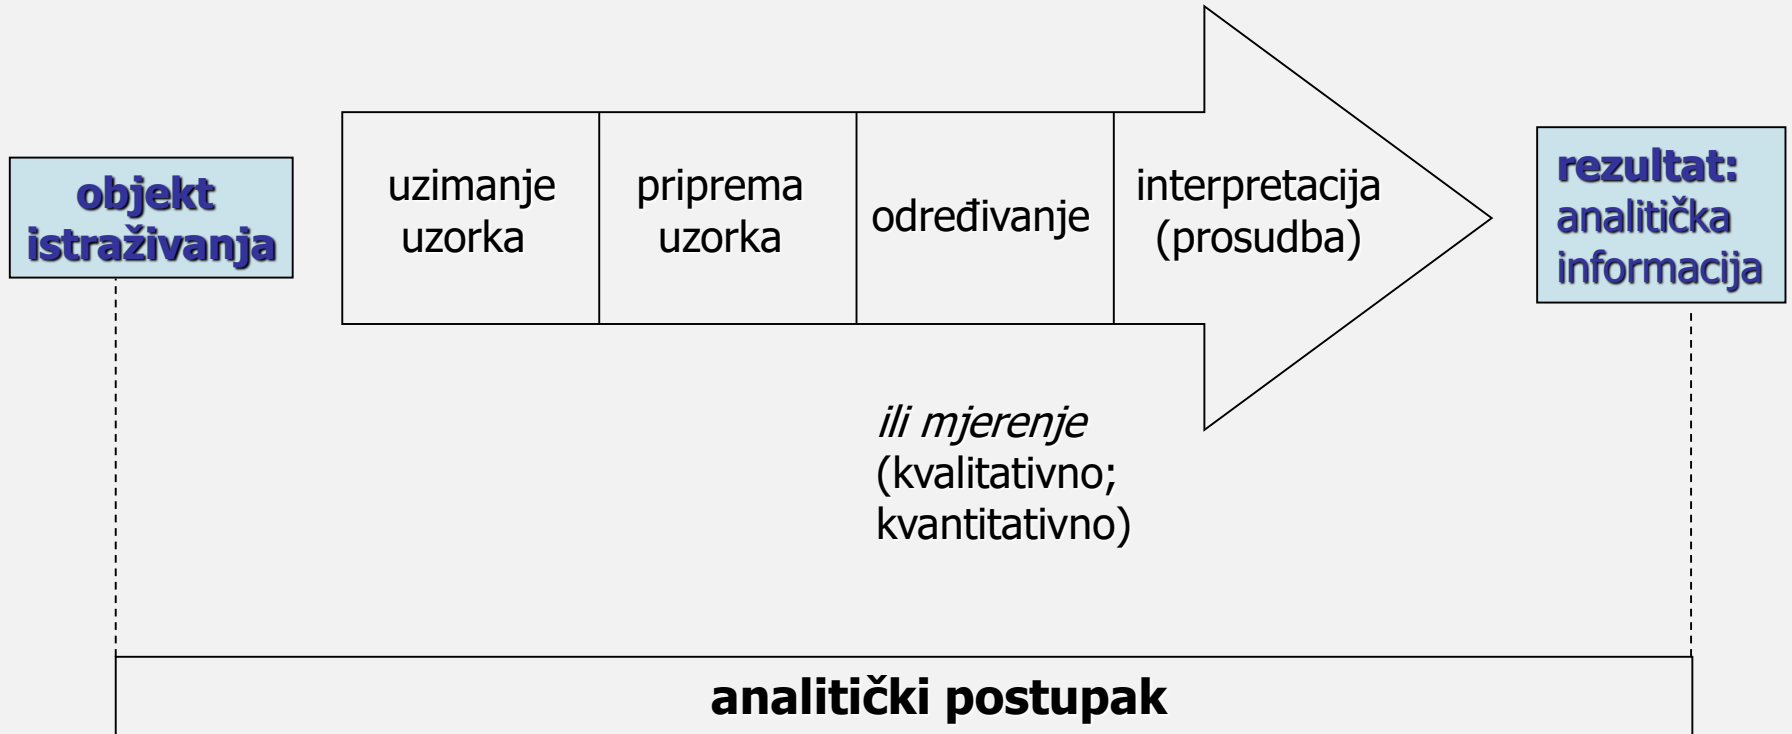 objekt
istraživanja
uzimanje
uzorka
priprema
uzorka
određivanje
interpretacija
(prosudba)
rezultat:
analitička
informacija
ili mjerenje
(kvalitativno;
kvantitativno)
analitički postupak